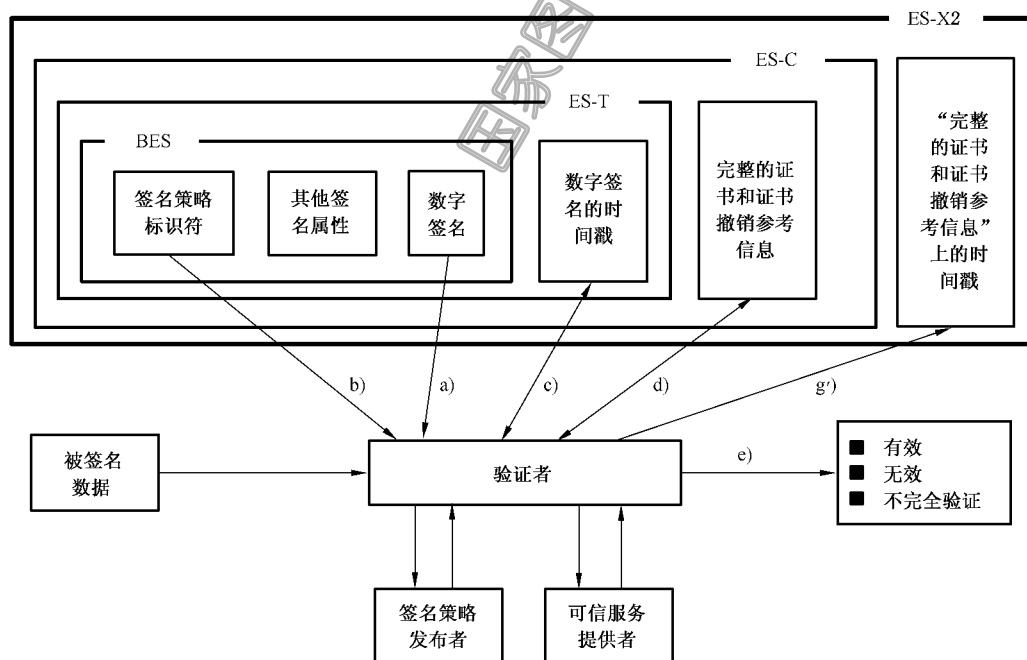 ES-X2
ES-C
ES-T
BES
签名策略
标识符
其他签
名属性
数字
签名
数字签
名的时
间戳
完整的证
书和证书
撤销参考
信息
“完整
的证书
和证书
撤销参
考信息”
上的时
间戳
b)
a)
c)
d)
g′)
被签名
数据
验证者
e)
有效
无效
不完全验证
签名策略
发布者
可信服务
提供者
国家图